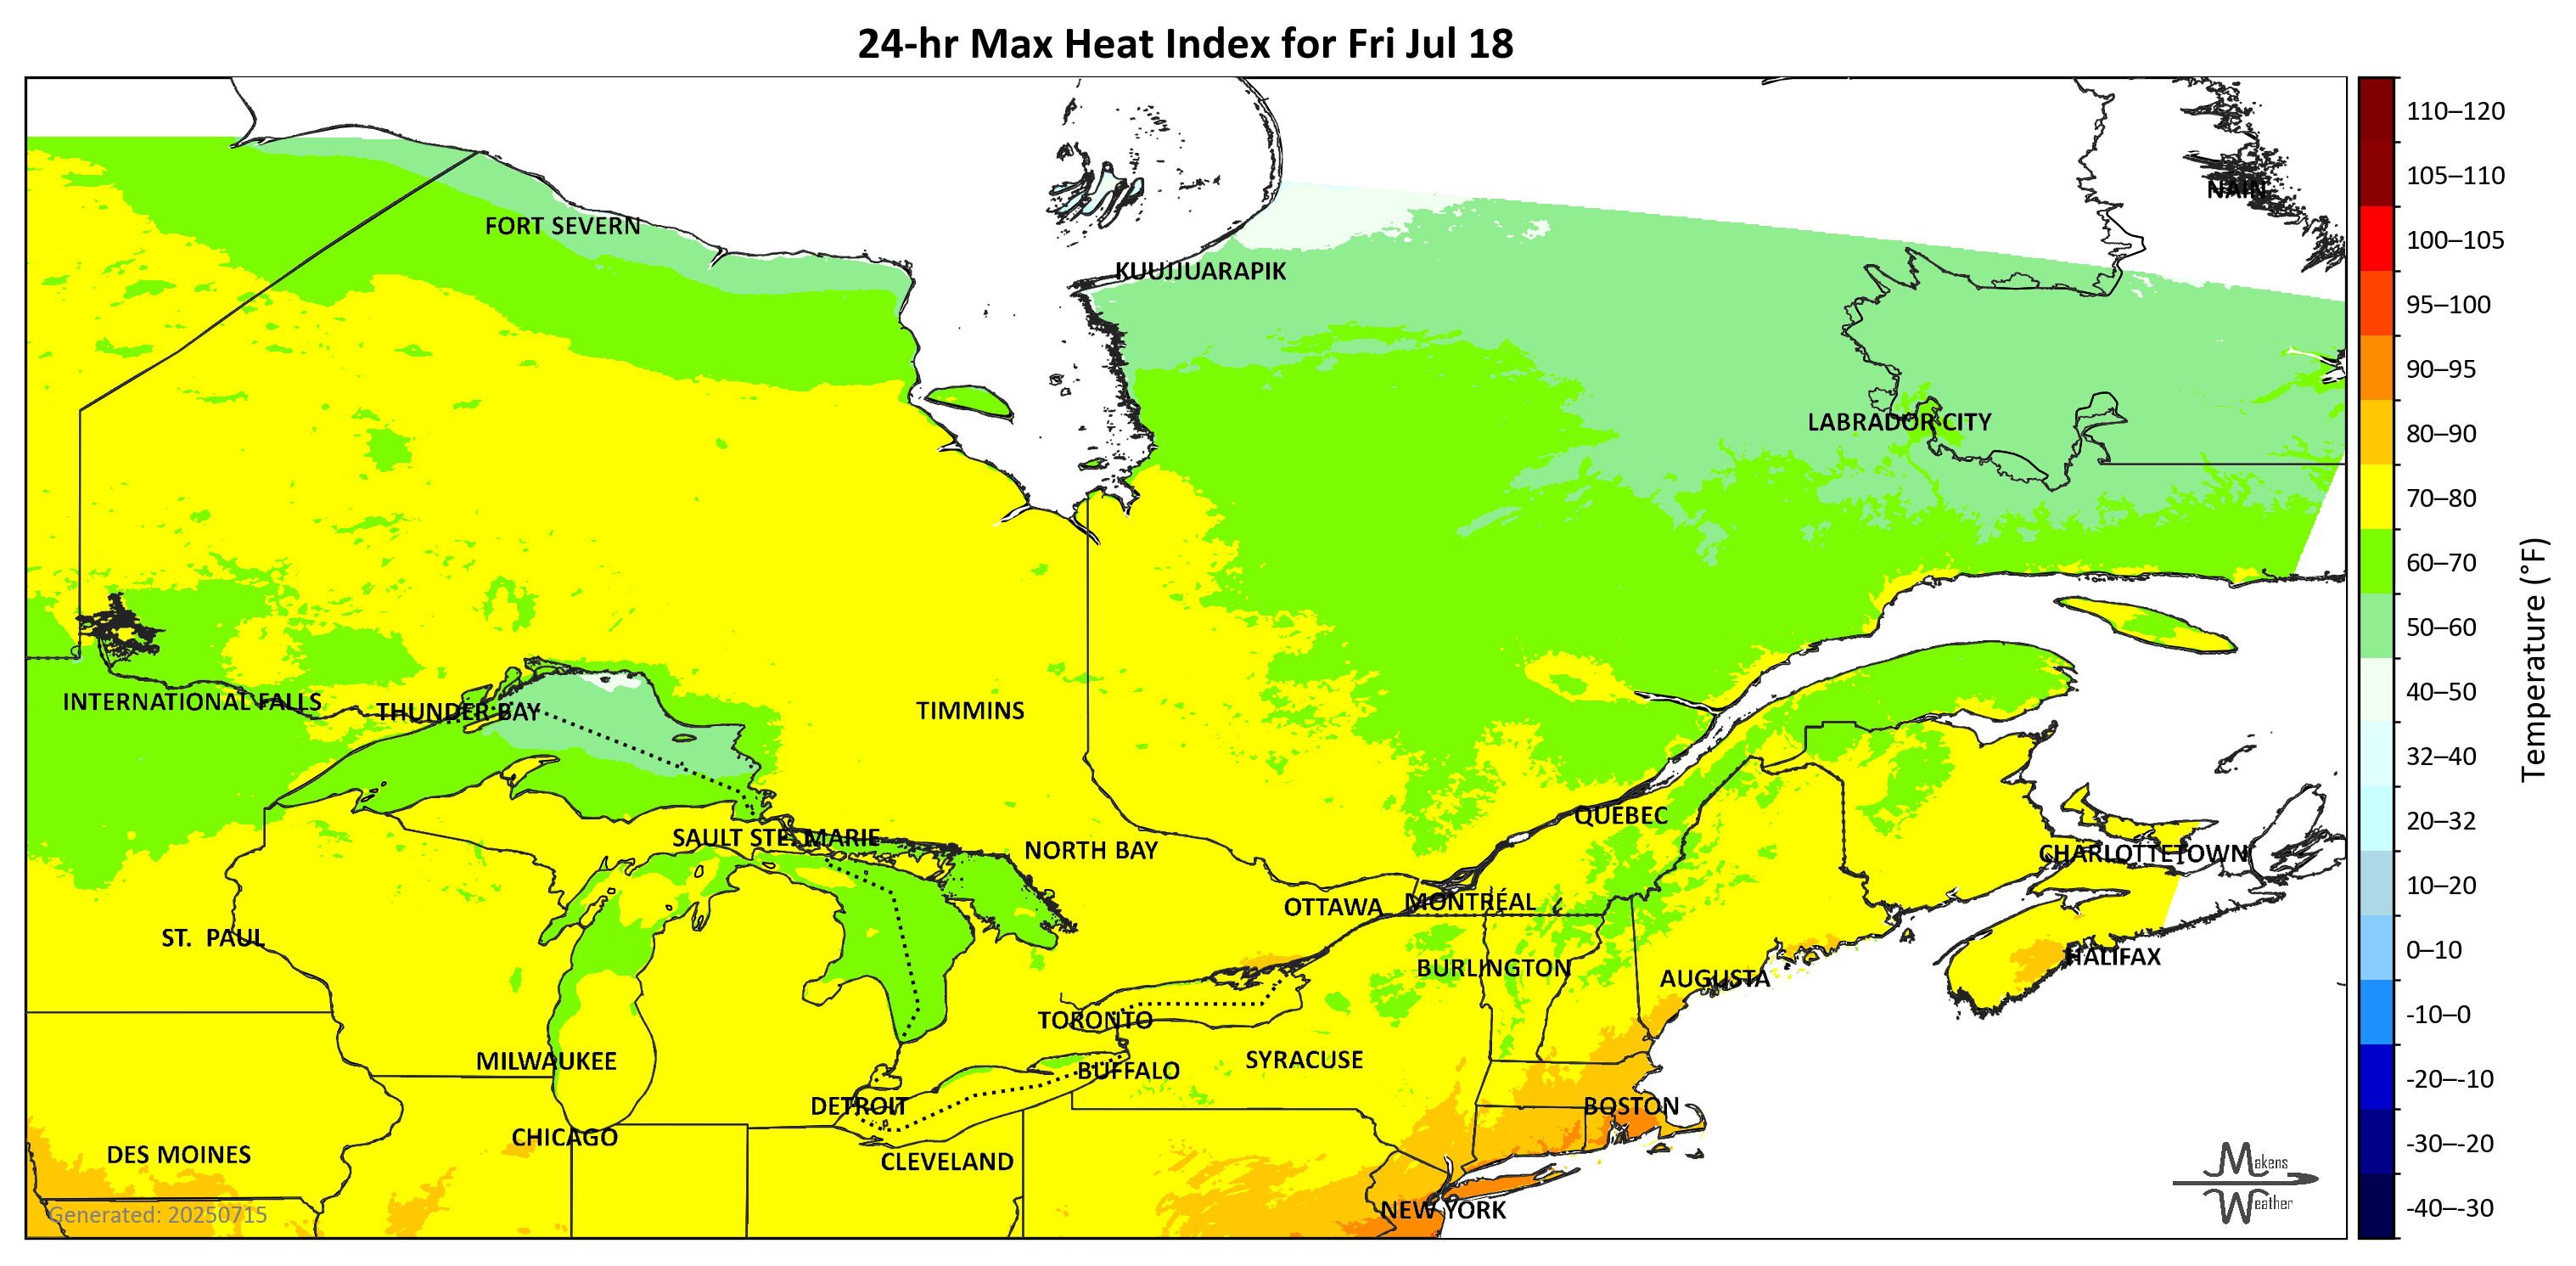 24-hr Max Heat Index for Fri Jul 18
NAIN
FORT SEVERN
KUUJJUARAPIK
LABRADOR CITY
INTERNATIONAL FALLS
THUNDER BAY
TIMMINS
QUÉBEC
SAULT STE. MARIE
NORTH BAY
CHARLOTTETOWN
OTTAWA
MONTRÉAL
ST. PAUL
HALIFAX
BURLINGTON
AUGUSTA
TORONTO
MILWAUKEE
BUFFALO
SYRACUSE
DETROIT
BOSTON
CHICAGO
DES MOINES
CLEVELAND
NEW YORK
Generated: 20250715
Makens
Weather
110–120
105–110
100–105
95–100
90–95
80–90
70–80
60–70
50–60
40–50
32–40
20–32
10–20
0–10
-10–0
-20–-10
-30–-20
-40–-30
Temperature (°F)